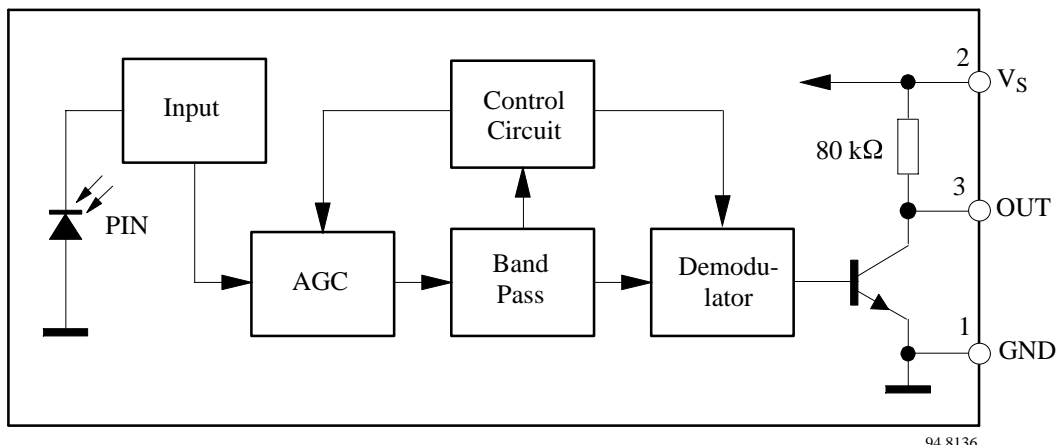 Input
Control
Circuit
2
V_S
80 kΩ
3
OUT
PIN
AGC
Band
Pass
Demodu-
lator
1
GND
94 8136